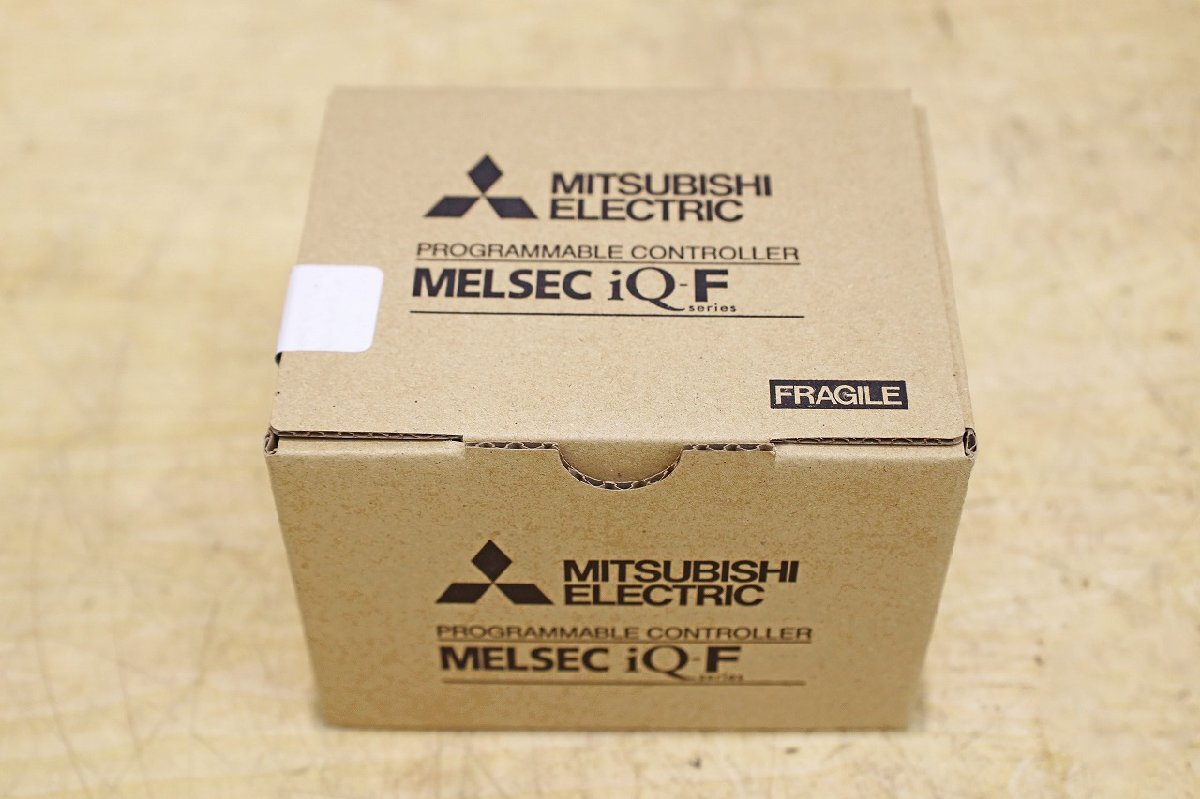 MITSUBISHI
ELECTRIC
PROGRAMMABLE CONTROLLER
MELSEC iQ-F
series
FRAGILE
MITSUBISHI
ELECTRIC
PROGRAMMABLE CONTROLLER
MELSEC iQ-F
series